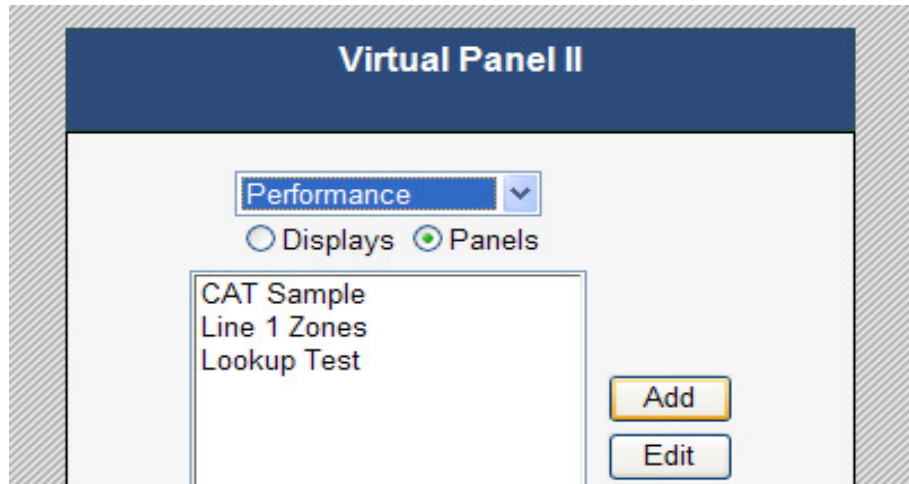 Virtual Panel II
Performance
Displays Panels
CAT Sample
Line 1 Zones
Lookup Test
Add
Edit